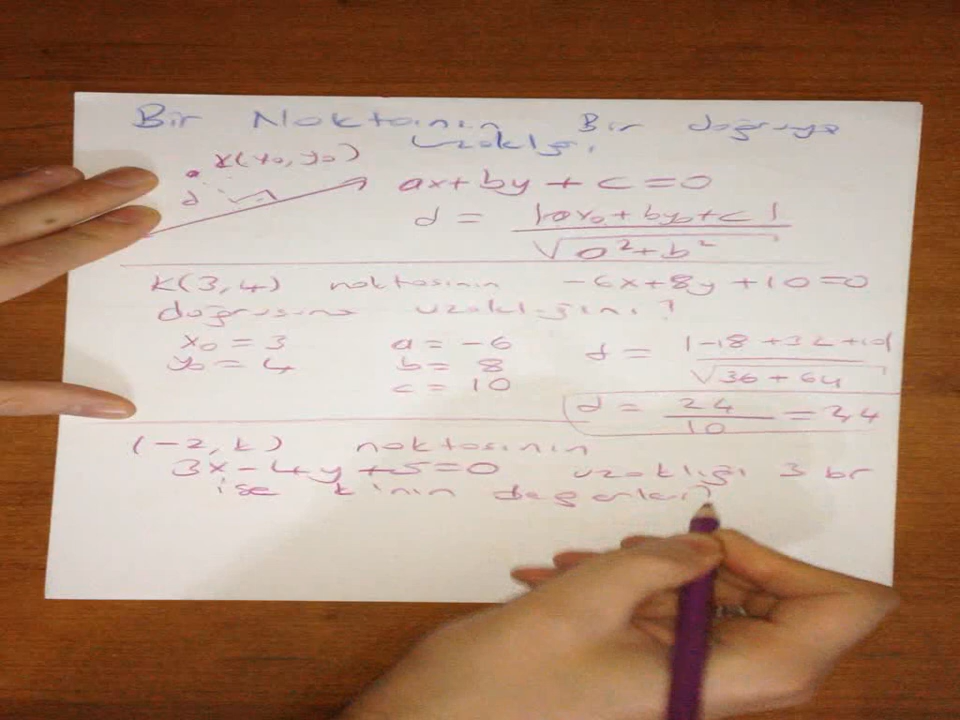 Bir Noktanın Bir doğruya
uzaklığı.
K(x₀, y₀)
d
ax + by + c = 0
d = |ax₀ + by₀ + c| / √(a² + b²)
K(3,4) noktasının -6x+8y+10=0
doğrusuna uzaklığını?
x₀ = 3 a = -6 d = |-18 + 32 + 10| / √(36 + 64)
y₀ = 4 b = 8
c = 10
d = 24 / 10 = 2,4
(-2, k) noktasının
3x - 4y + 5 = 0 uzaklığı 3 br
ise k'nın değerleri?